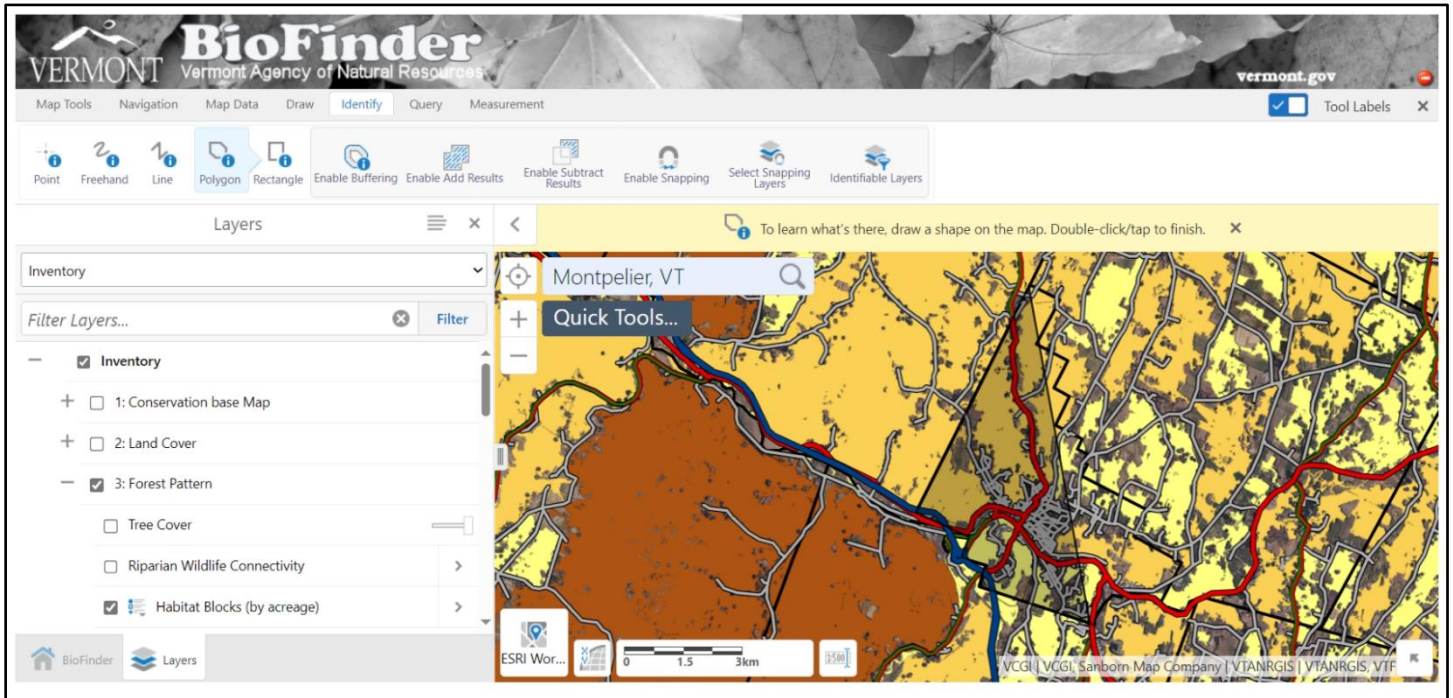 VERMONT
BioFinder
Vermont Agency of Natural Resources
vermont.gov
Map Tools Navigation Map Data Draw Identify Query Measurement
Tool Labels
Point Freehand Line Polygon Rectangle Enable Buffering Enable Add Results Enable Subtract Results Enable Snapping Select Snapping Layers Identifiable Layers
Layers
To learn what's there, draw a shape on the map. Double-click/tap to finish.
Inventory
Montpelier, VT
Filter Layers... Filter
Quick Tools...
Inventory
1: Conservation base Map
2: Land Cover
3: Forest Pattern
Tree Cover
Riparian Wildlife Connectivity
Habitat Blocks (by acreage)
BioFinder Layers
ESRI Wor...
0 1.5 3km
VCGI | VCGI, Sanborn Map Company | VTANRGIS | VTANRGIS, VTF